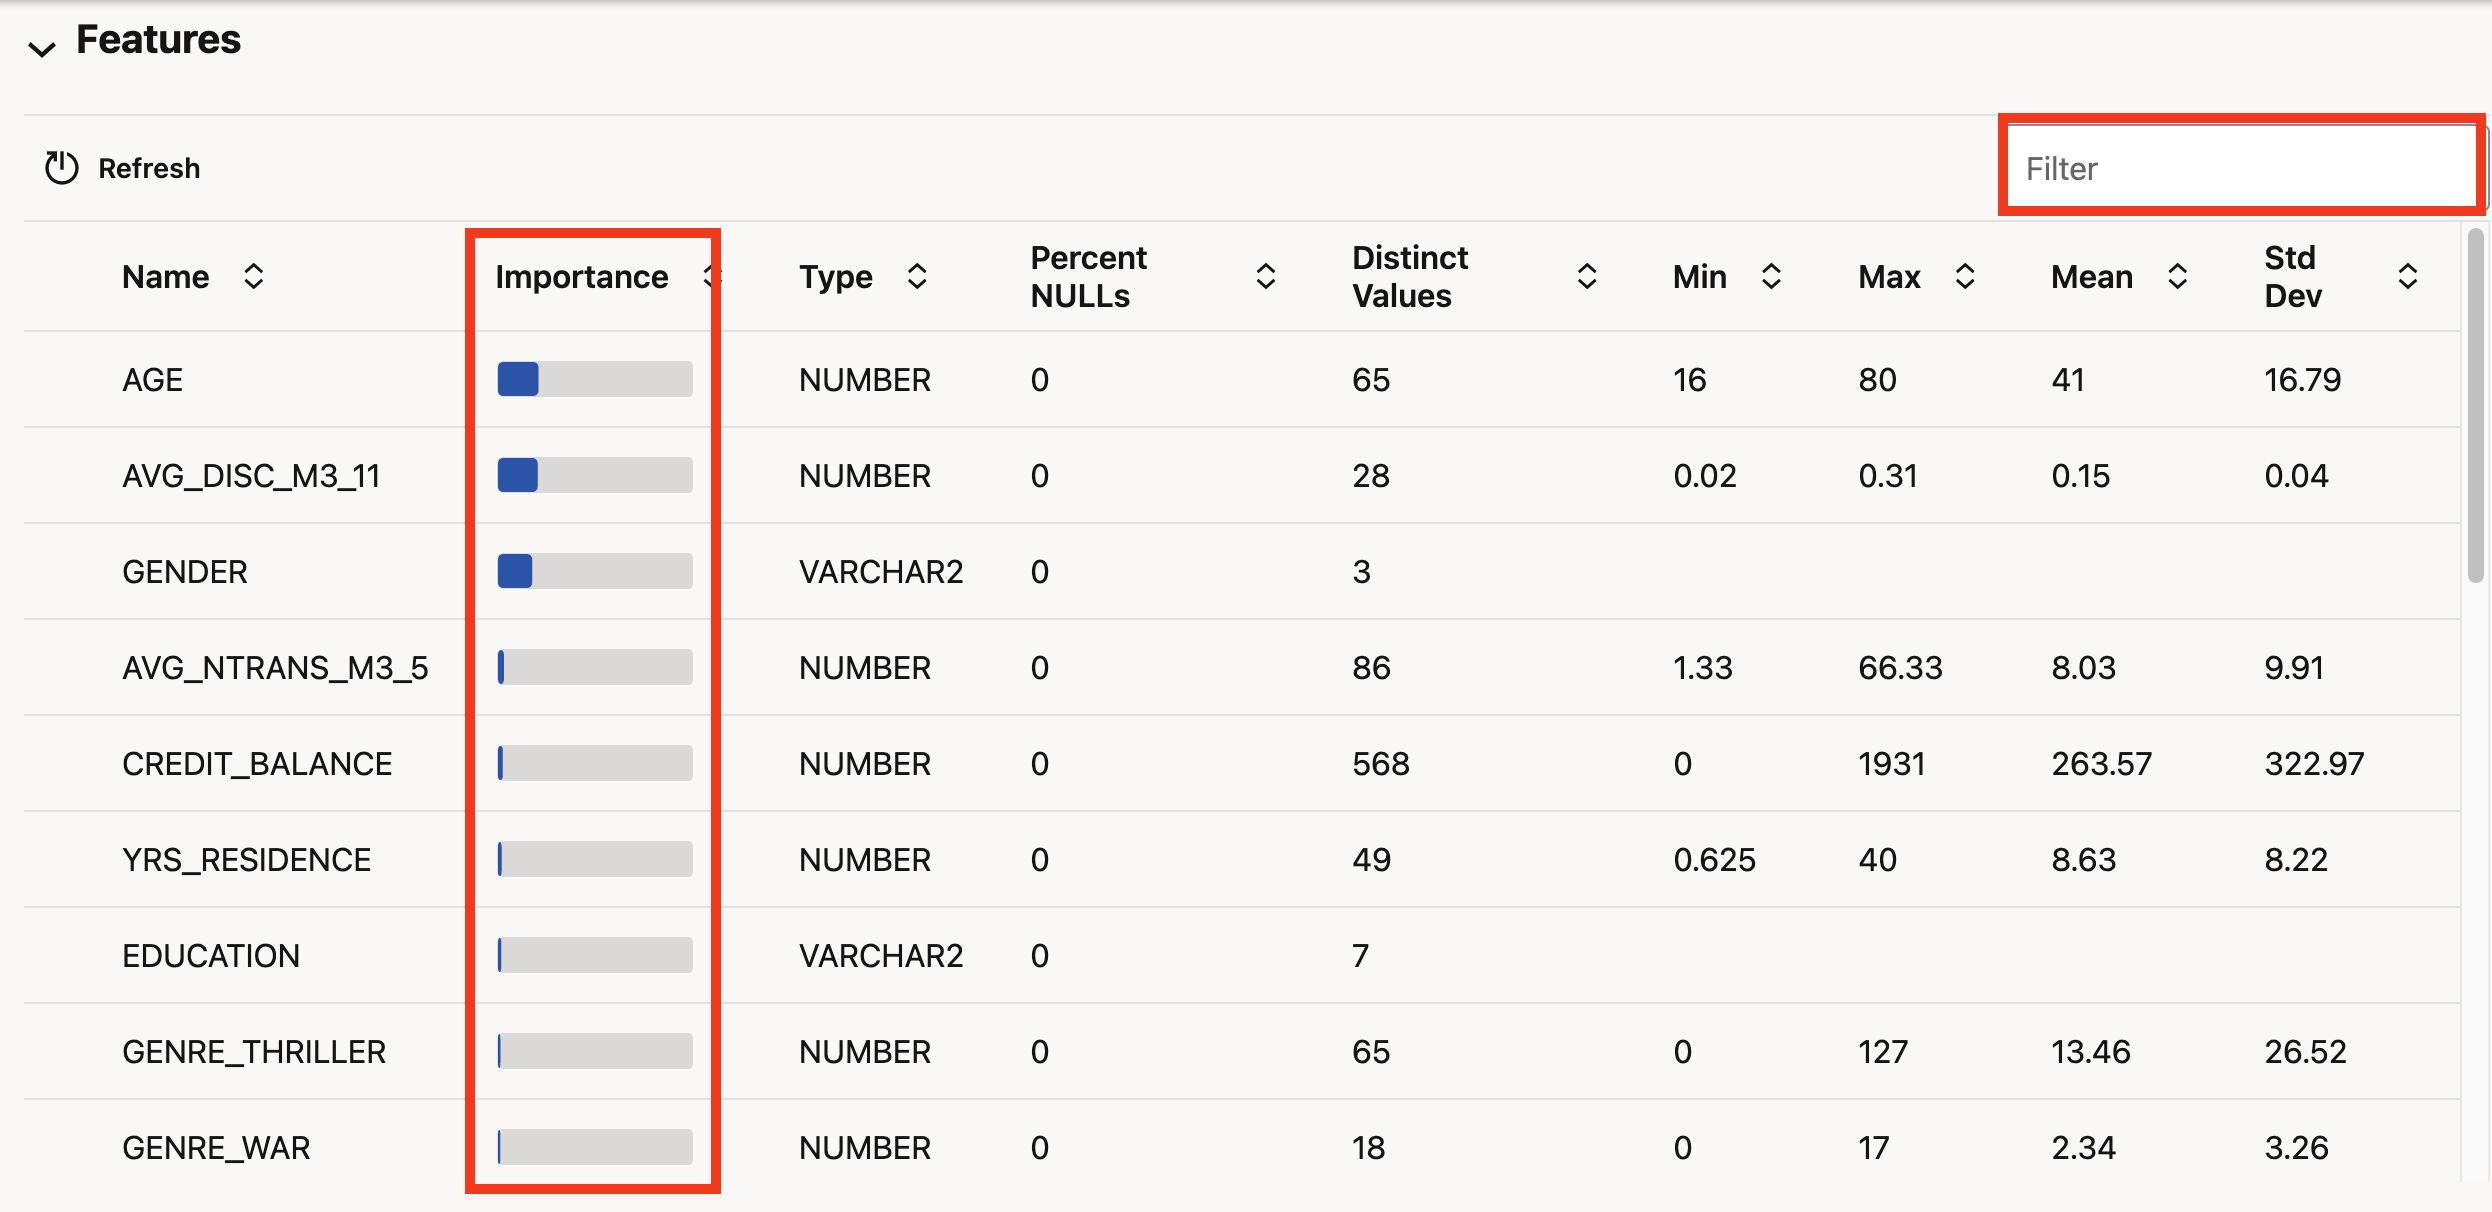 Features
Refresh
Filter
Name Importance Type Percent NULLs Distinct Values Min Max Mean Std Dev
AGE NUMBER 0 65 16 80 41 16.79
AVG_DISC_M3_11 NUMBER 0 28 0.02 0.31 0.15 0.04
GENDER VARCHAR2 0 3
AVG_NTRANS_M3_5 NUMBER 0 86 1.33 66.33 8.03 9.91
CREDIT_BALANCE NUMBER 0 568 0 1931 263.57 322.97
YRS_RESIDENCE NUMBER 0 49 0.625 40 8.63 8.22
EDUCATION VARCHAR2 0 7
GENRE_THRILLER NUMBER 0 65 0 127 13.46 26.52
GENRE_WAR NUMBER 0 18 0 17 2.34 3.26